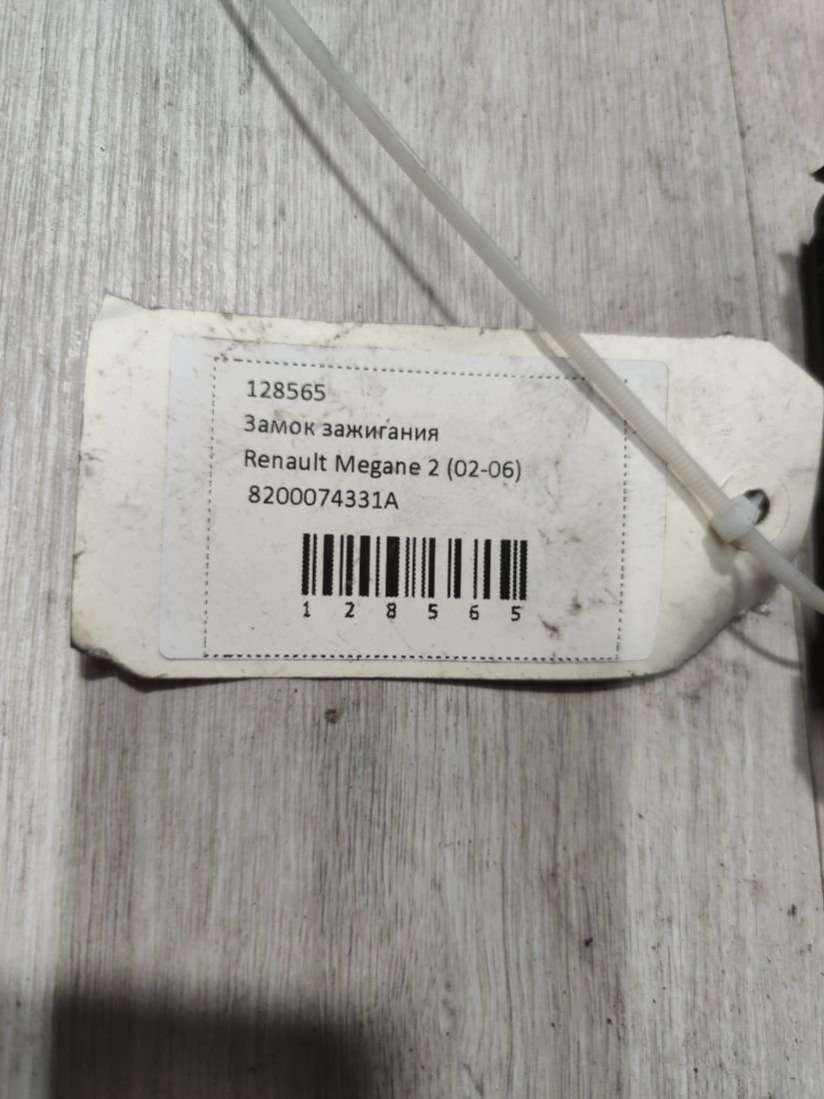 128565
Замок зажигания
Renault Megane 2 (02-06)
8200074331A
1 2 8 5 6 5